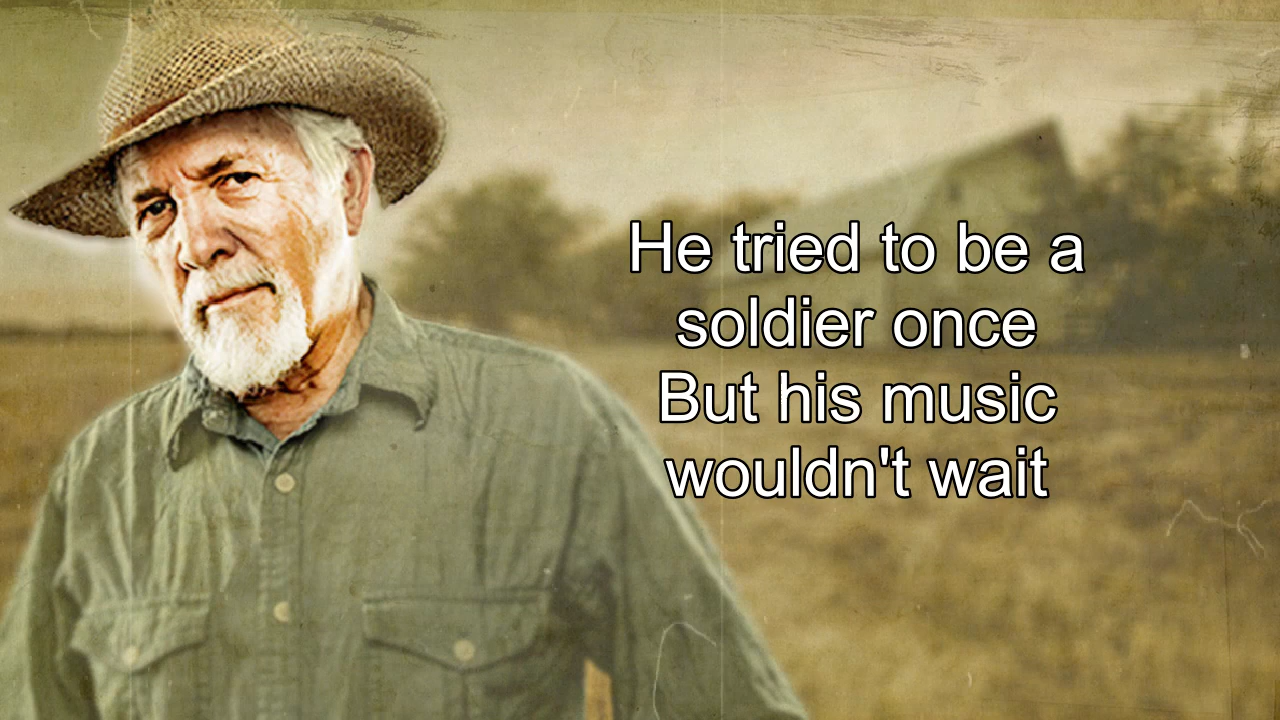 He tried to be a
soldier once
But his music
wouldn't wait